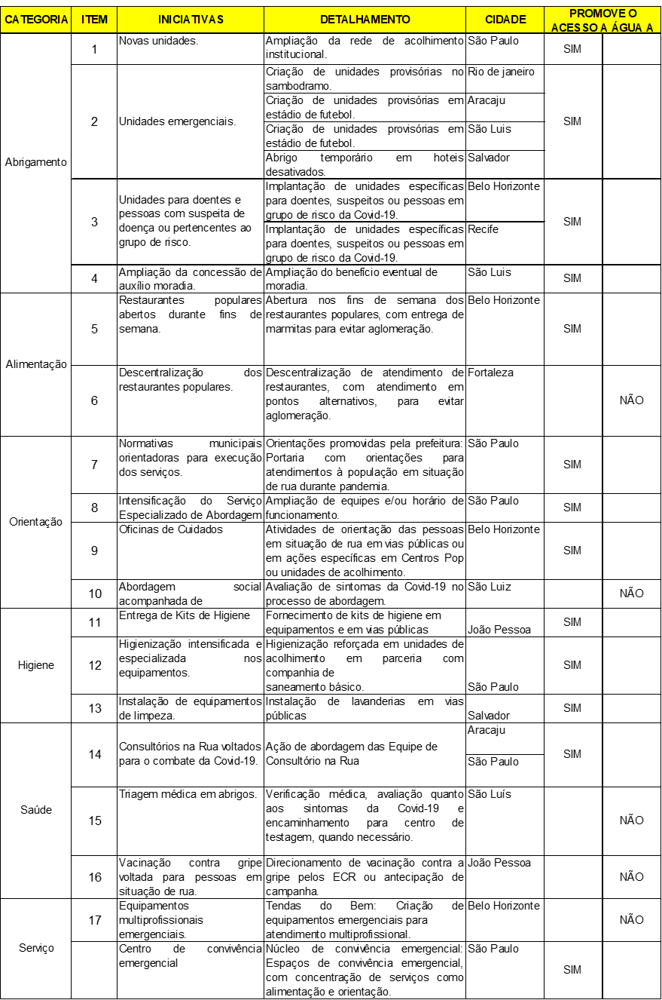 CATEGORIA ITEM INICIATIVAS DETALHAMENTO CIDADE PROMOVE O
ACESSO A ÁGUA A
Abrigamento
1
Novas unidades.
Ampliação da rede de acolhimento
institucional.
São Paulo
SIM
2
Unidades emergenciais.
Criação de unidades provisórias no
sambodramo.
Rio de janeiro
Criação de unidades provisórias em
estádio de futebol.
Aracaju
Criação de unidades provisórias em
estádio de futebol.
São Luis
Abrigo temporário em hoteis
desativados.
Salvador
SIM
3
Unidades para doentes e
pessoas com suspeita de
doença ou pertencentes ao
grupo de risco.
Implantação de unidades específicas
para doentes, suspeitos ou pessoas em
grupo de risco da Covid-19.
Belo Horizonte
Implantação de unidades específicas
para doentes, suspeitos ou pessoas em
grupo de risco da Covid-19.
Recife
SIM
4
Ampliação da concessão de
auxílio moradia.
Ampliação do benefício eventual de
moradia.
São Luis
SIM
Alimentação
5
Restaurantes populares
abertos durante fins de
semana.
Abertura nos fins de semana dos
restaurantes populares, com entrega de
marmitas para evitar aglomeração.
Belo Horizonte
SIM
6
Descentralização dos
restaurantes populares.
Descentralização de atendimento de
restaurantes, com atendimento em
pontos alternativos, para evitar
aglomeração.
Fortaleza
NÃO
Orientação
7
Normativas municipais
orientadoras para execução
dos serviços.
Orientações promovidas pela prefeitura:
Portaria com orientações para
atendimentos à população em situação
de rua durante pandemia.
São Paulo
SIM
8
Intensificação do Serviço
Especializado de Abordagem
Ampliação de equipes e/ou horário de
funcionamento.
São Paulo
SIM
9
Oficinas de Cuidados
Atividades de orientação das pessoas
em situação de rua em vias públicas ou
em ações específicas em Centros Pop
ou unidades de acolhimento.
Belo Horizonte
SIM
10
Abordagem social
acompanhada de
Avaliação de sintomas da Covid-19 no
processo de abordagem.
São Luiz
NÃO
Higiene
11
Entrega de Kits de Higiene
Fornecimento de kits de higiene em
equipamentos e em vias públicas
João Pessoa
SIM
12
Higienização intensificada e
especializada nos
equipamentos.
Higienização reforçada em unidades de
acolhimento em parceria com
companhia de
saneamento básico.
São Paulo
SIM
13
Instalação de equipamentos
de limpeza.
Instalação de lavanderias em vias
públicas
Salvador
SIM
Saúde
14
Consultórios na Rua voltados
para o combate da Covid-19.
Ação de abordagem das Equipe de
Consultório na Rua
Aracaju
São Paulo
SIM
15
Triagem médica em abrigos.
Verificação médica, avaliação quanto
aos sintomas da Covid-19 e
encaminhamento para centro de
testagem, quando necessário.
São Luís
NÃO
16
Vacinação contra gripe
voltada para pessoas em
situação de rua.
Direcionamento de vacinação contra a
gripe pelos ECR ou antecipação de
campanha.
João Pessoa
NÃO
Serviço
17
Equipamentos
multiprofissionais
emergenciais.
Tendas do Bem: Criação de
equipamentos emergenciais para
atendimento multiprofissional.
Belo Horizonte
NÃO
Centro de convivência
emergencial
Núcleo de convivência emergencial:
Espaços de convivência emergencial,
com concentração de serviços como
alimentação e orientação.
São Paulo
SIM